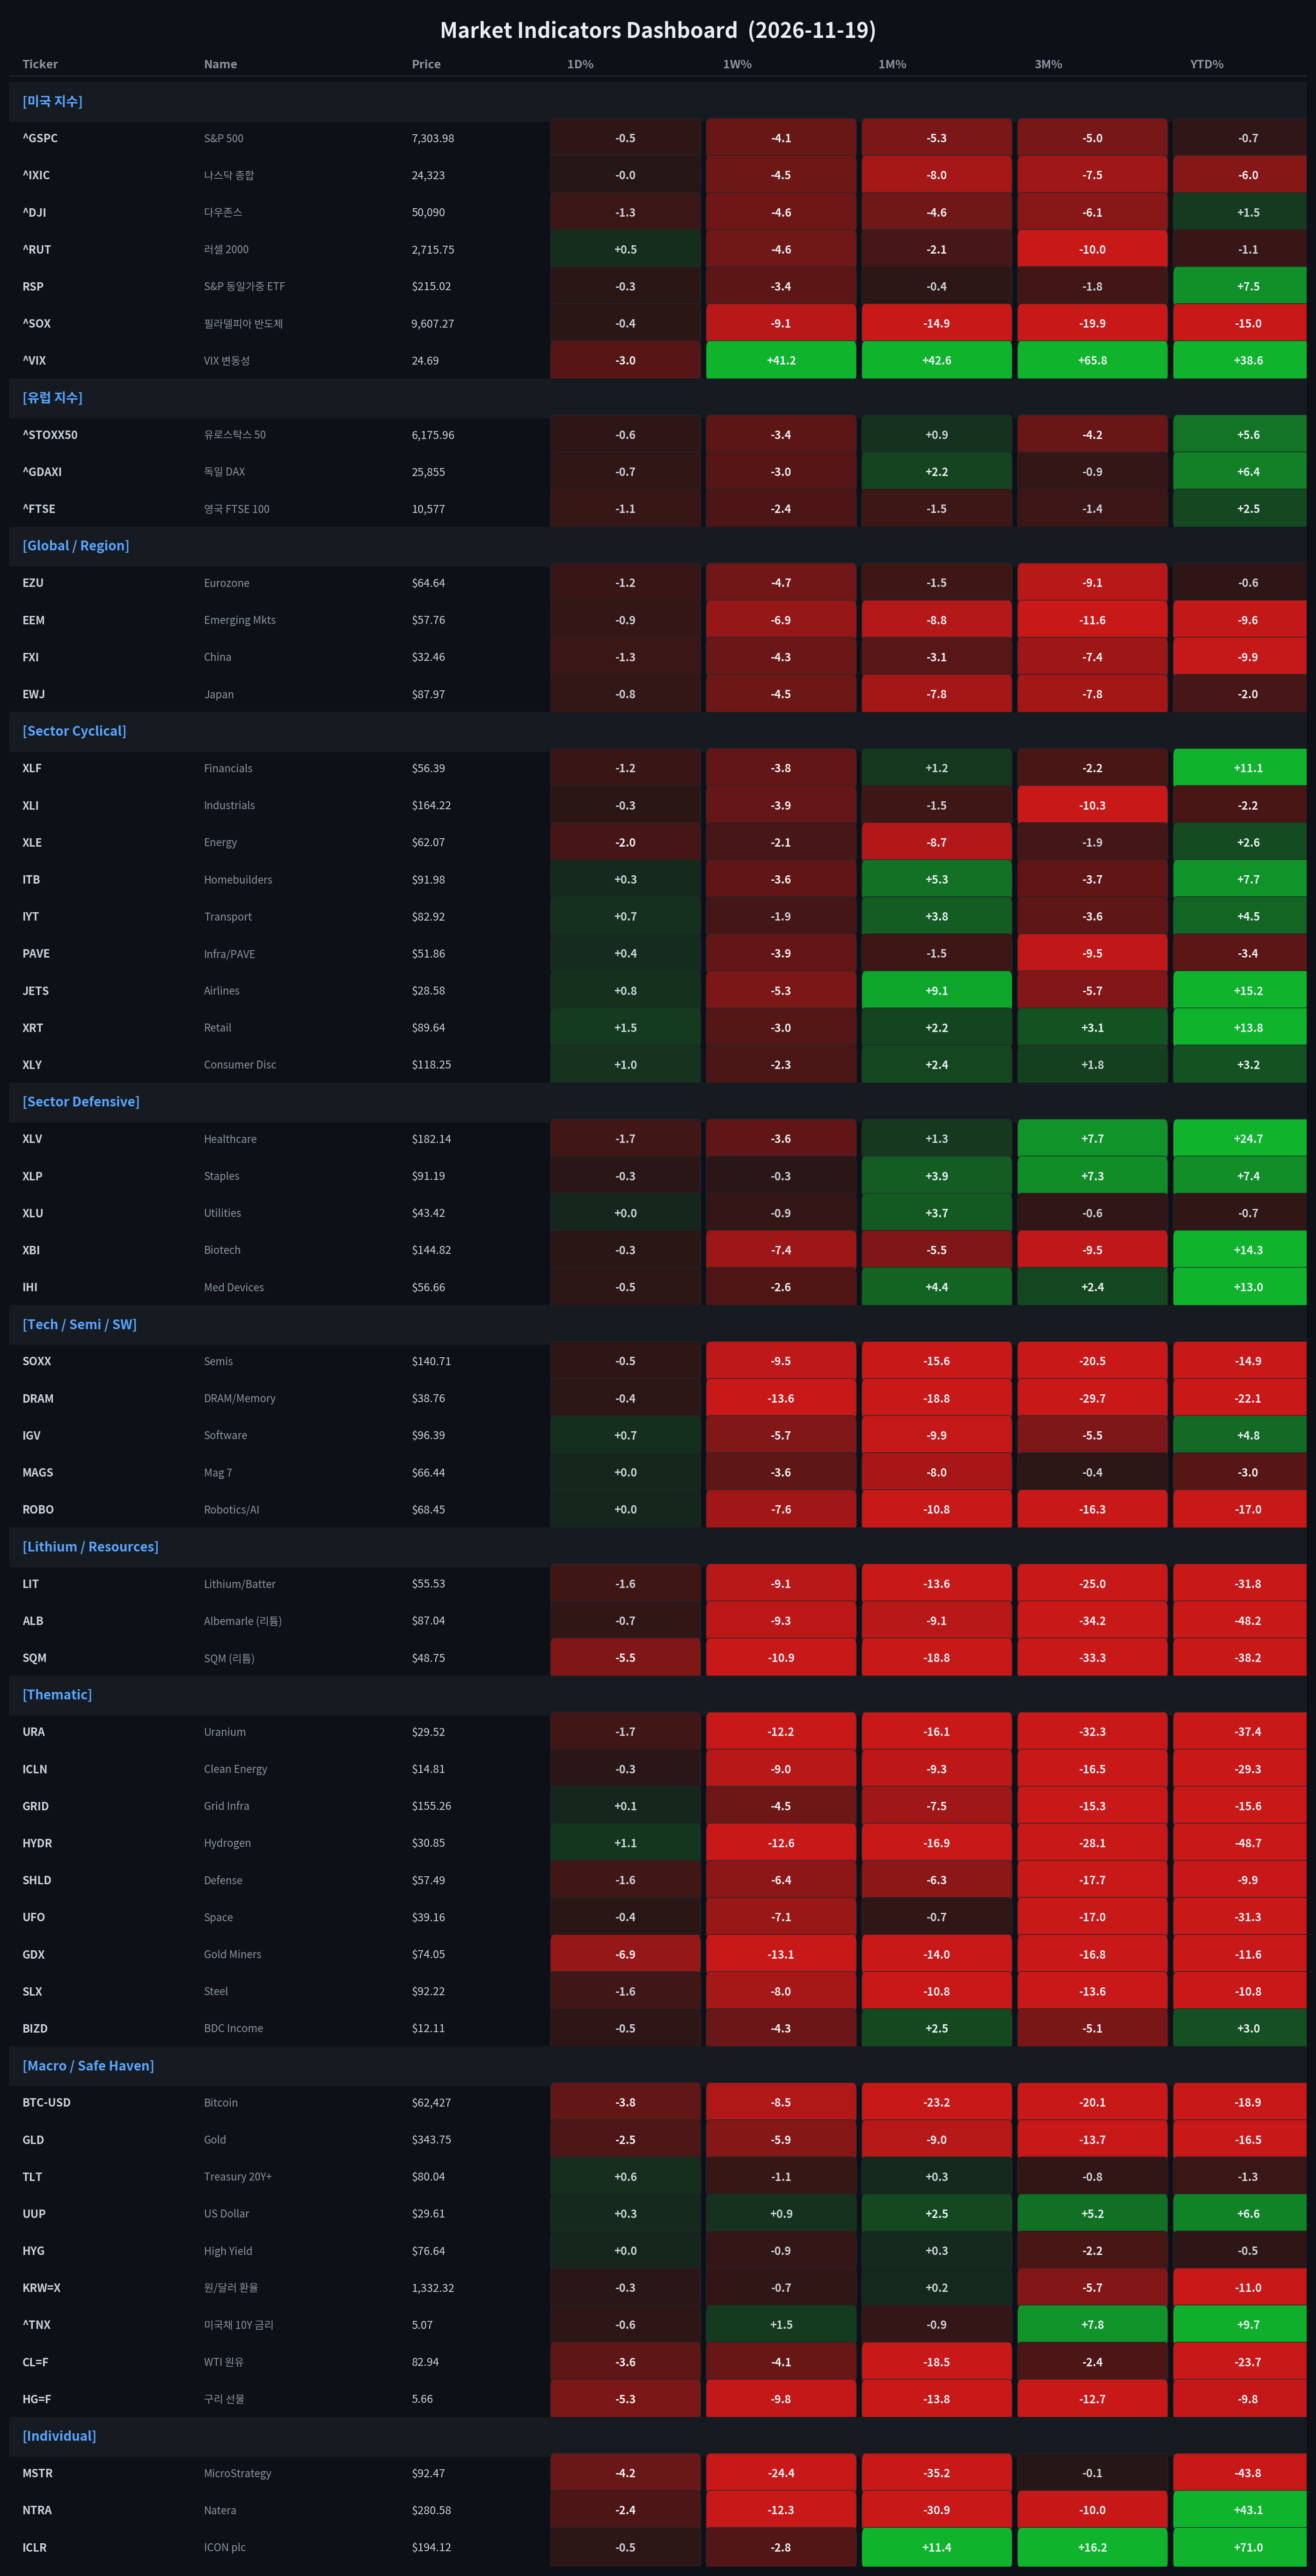 Market Indicators Dashboard (2026-11-19)
Ticker Name Price 1D% 1W% 1M% 3M% YTD%
[미국 지수]
^GSPC S&P 500 7,303.98 -0.5 -4.1 -5.3 -5.0 -0.7
^IXIC 나스닥 종합 24,323 -0.0 -4.5 -8.0 -7.5 -6.0
^DJI 다우존스 50,090 -1.3 -4.6 -4.6 -6.1 +1.5
^RUT 러셀 2000 2,715.75 +0.5 -4.6 -2.1 -10.0 -1.1
RSP S&P 동일가중 ETF $215.02 -0.3 -3.4 -0.4 -1.8 +7.5
^SOX 필라델피아 반도체 9,607.27 -0.4 -9.1 -14.9 -19.9 -15.0
^VIX VIX 변동성 24.69 -3.0 +41.2 +42.6 +65.8 +38.6
[유럽 지수]
^STOXX50 유로스탁스 50 6,175.96 -0.6 -3.4 +0.9 -4.2 +5.6
^GDAXI 독일 DAX 25,855 -0.7 -3.0 +2.2 -0.9 +6.4
^FTSE 영국 FTSE 100 10,577 -1.1 -2.4 -1.5 -1.4 +2.5
[Global / Region]
EZU Eurozone $64.64 -1.2 -4.7 -1.5 -9.1 -0.6
EEM Emerging Mkts $57.76 -0.9 -6.9 -8.8 -11.6 -9.6
FXI China $32.46 -1.3 -4.3 -3.1 -7.4 -9.9
EWJ Japan $87.97 -0.8 -4.5 -7.8 -7.8 -2.0
[Sector Cyclical]
XLF Financials $56.39 -1.2 -3.8 +1.2 -2.2 +11.1
XLI Industrials $164.22 -0.3 -3.9 -1.5 -10.3 -2.2
XLE Energy $62.07 -2.0 -2.1 -8.7 -1.9 +2.6
ITB Homebuilders $91.98 +0.3 -3.6 +5.3 -3.7 +7.7
IYT Transport $82.92 +0.7 -1.9 +3.8 -3.6 +4.5
PAVE Infra/PAVE $51.86 +0.4 -3.9 -1.5 -9.5 -3.4
JETS Airlines $28.58 +0.8 -5.3 +9.1 -5.7 +15.2
XRT Retail $89.64 +1.5 -3.0 +2.2 +3.1 +13.8
XLY Consumer Disc $118.25 +1.0 -2.3 +2.4 +1.8 +3.2
[Sector Defensive]
XLV Healthcare $182.14 -1.7 -3.6 +1.3 +7.7 +24.7
XLP Staples $91.19 -0.3 -0.3 +3.9 +7.3 +7.4
XLU Utilities $43.42 +0.0 -0.9 +3.7 -0.6 -0.7
XBI Biotech $144.82 -0.3 -7.4 -5.5 -9.5 +14.3
IHI Med Devices $56.66 -0.5 -2.6 +4.4 +2.4 +13.0
[Tech / Semi / SW]
SOXX Semis $140.71 -0.5 -9.5 -15.6 -20.5 -14.9
DRAM DRAM/Memory $38.76 -0.4 -13.6 -18.8 -29.7 -22.1
IGV Software $96.39 +0.7 -5.7 -9.9 -5.5 +4.8
MAGS Mag 7 $66.44 +0.0 -3.6 -8.0 -0.4 -3.0
ROBO Robotics/AI $68.45 +0.0 -7.6 -10.8 -16.3 -17.0
[Lithium / Resources]
LIT Lithium/Batter $55.53 -1.6 -9.1 -13.6 -25.0 -31.8
ALB Albemarle (리튬) $87.04 -0.7 -9.3 -9.1 -34.2 -48.2
SQM SQM (리튬) $48.75 -5.5 -10.9 -18.8 -33.3 -38.2
[Thematic]
URA Uranium $29.52 -1.7 -12.2 -16.1 -32.3 -37.4
ICLN Clean Energy $14.81 -0.3 -9.0 -9.3 -16.5 -29.3
GRID Grid Infra $155.26 +0.1 -4.5 -7.5 -15.3 -15.6
HYDR Hydrogen $30.85 +1.1 -12.6 -16.9 -28.1 -48.7
SHLD Defense $57.49 -1.6 -6.4 -6.3 -17.7 -9.9
UFO Space $39.16 -0.4 -7.1 -0.7 -17.0 -31.3
GDX Gold Miners $74.05 -6.9 -13.1 -14.0 -16.8 -11.6
SLX Steel $92.22 -1.6 -8.0 -10.8 -13.6 -10.8
BIZD BDC Income $12.11 -0.5 -4.3 +2.5 -5.1 +3.0
[Macro / Safe Haven]
BTC-USD Bitcoin $62,427 -3.8 -8.5 -23.2 -20.1 -18.9
GLD Gold $343.75 -2.5 -5.9 -9.0 -13.7 -16.5
TLT Treasury 20Y+ $80.04 +0.6 -1.1 +0.3 -0.8 -1.3
UUP US Dollar $29.61 +0.3 +0.9 +2.5 +5.2 +6.6
HYG High Yield $76.64 +0.0 -0.9 +0.3 -2.2 -0.5
KRW=X 원/달러 환율 1,332.32 -0.3 -0.7 +0.2 -5.7 -11.0
^TNX 미국채 10Y 금리 5.07 -0.6 +1.5 -0.9 +7.8 +9.7
CL=F WTI 원유 82.94 -3.6 -4.1 -18.5 -2.4 -23.7
HG=F 구리 선물 5.66 -5.3 -9.8 -13.8 -12.7 -9.8
[Individual]
MSTR MicroStrategy $92.47 -4.2 -24.4 -35.2 -0.1 -43.8
NTRA Natera $280.58 -2.4 -12.3 -30.9 -10.0 +43.1
ICLR ICON plc $194.12 -0.5 -2.8 +11.4 +16.2 +71.0